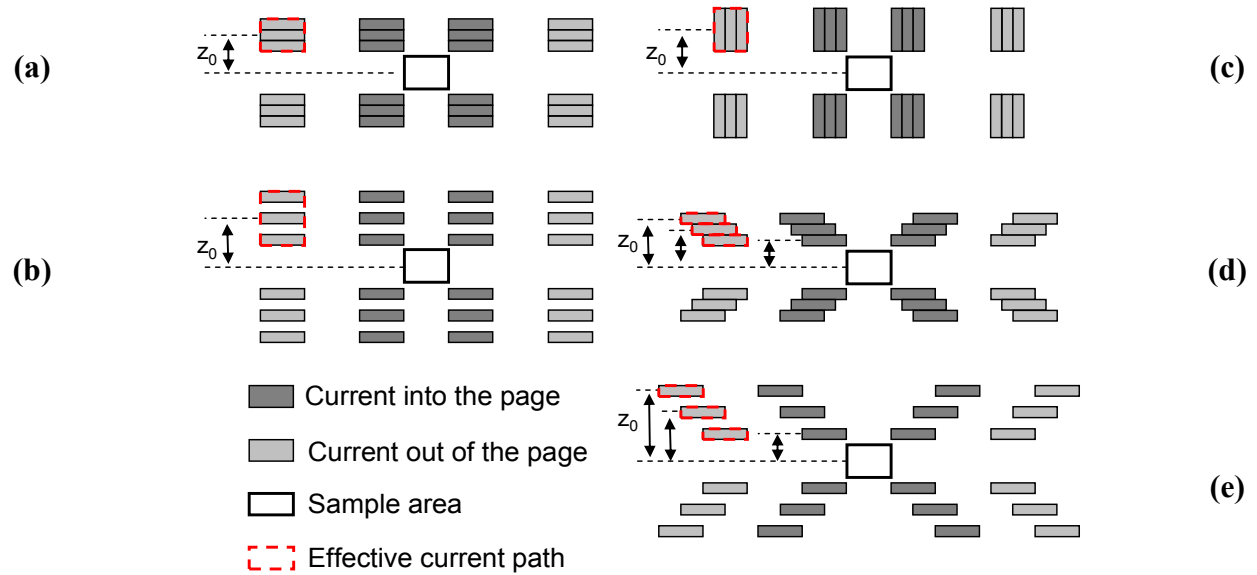 (a)
z0
(c)
z0
(b)
z0
(d)
z0
(e)
z0
Current into the page
Current out of the page
Sample area
Effective current path